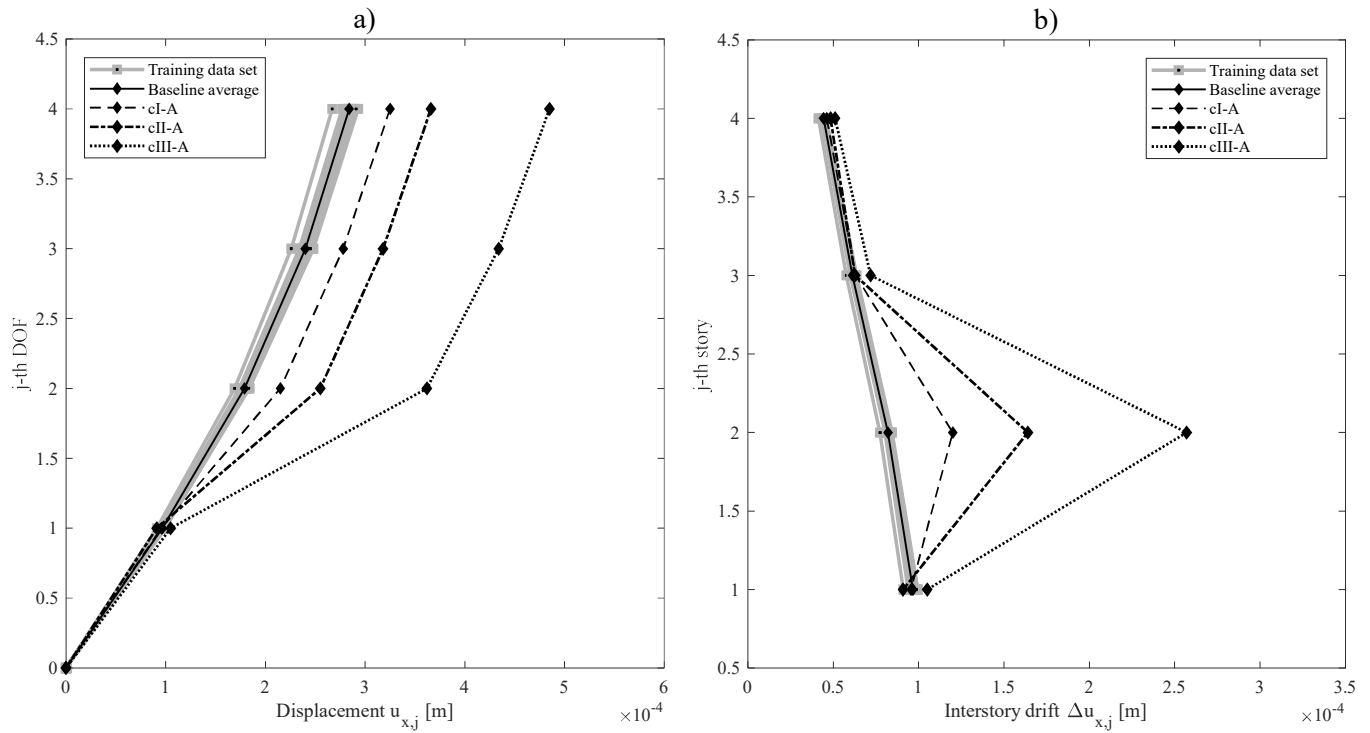 a)
4.5
4
3.5
3
2.5
2
1.5
1
0.5
0
j-th DOF
Training data set
Baseline average
cI-A
cII-A
cIII-A
0 1 2 3 4 5 6
×10⁻⁴
Displacement u_{x,j} [m]
b)
4.5
4
3.5
3
2.5
2
1.5
1
0.5
j-th story
Training data set
Baseline average
cI-A
cII-A
cIII-A
0 0.5 1 1.5 2 2.5 3 3.5
×10⁻⁴
Interstory drift Δu_{x,j} [m]